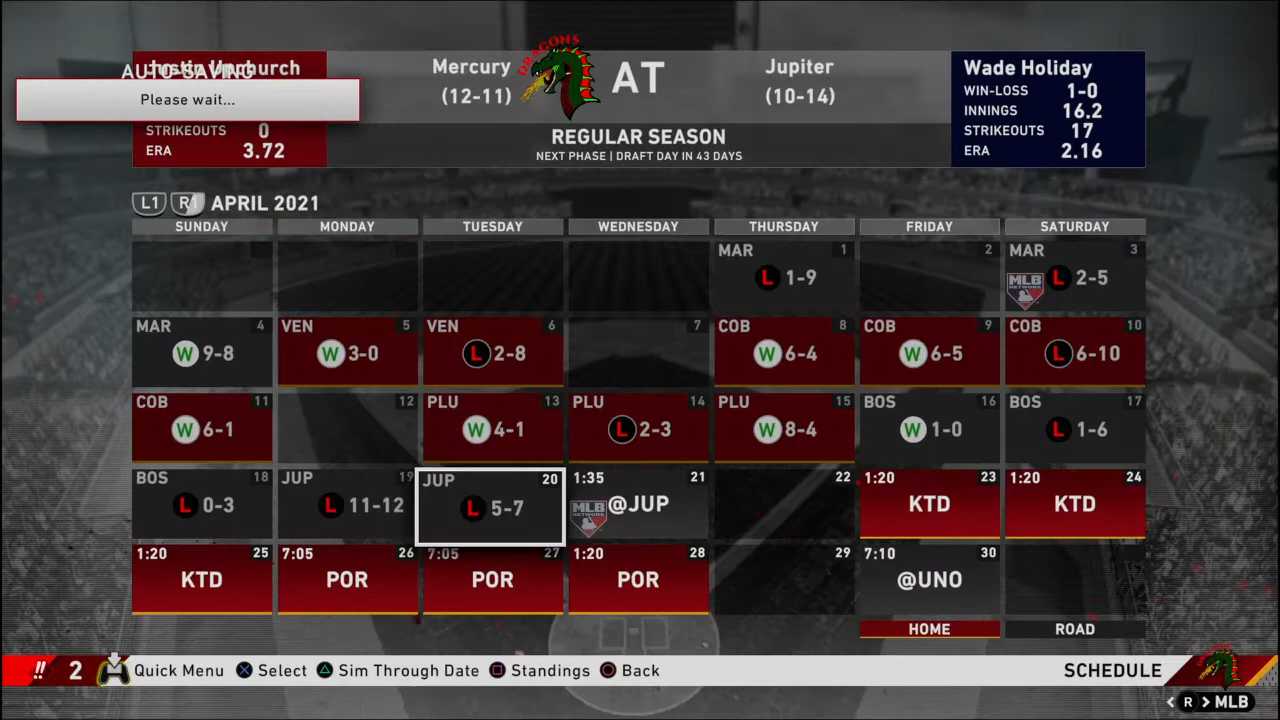 AUTO-SAVING
Please wait...
STRIKEOUTS 0
ERA 3.72
Mercury
(12-11)
DRAGONS
AT
Jupiter
(10-14)
REGULAR SEASON
NEXT PHASE | DRAFT DAY IN 43 DAYS
Wade Holiday
WIN-LOSS 1-0
INNINGS 16.2
STRIKEOUTS 17
ERA 2.16
L1 R1 APRIL 2021
SUNDAY MONDAY TUESDAY WEDNESDAY THURSDAY FRIDAY SATURDAY
MAR 1 2 MAR 3
L 1-9 MLB NETWORK L 2-5
MAR 4 VEN 5 VEN 6 7 COB 8 COB 9 COB 10
W 9-8 W 3-0 L 2-8 W 6-4 W 6-5 L 6-10
COB 11 12 PLU 13 PLU 14 PLU 15 BOS 16 BOS 17
W 6-1 W 4-1 L 2-3 W 8-4 W 1-0 L 1-6
BOS 18 JUP 19 JUP 20 1:35 21 22 1:20 23 1:20 24
L 0-3 L 11-12 L 5-7 MLB NETWORK @JUP KTD KTD
1:20 25 7:05 26 7:05 27 1:20 28 29 7:10 30
KTD POR POR POR @UNO
HOME ROAD
!! 2 Quick Menu Select Sim Through Date Standings Back SCHEDULE
< R > MLB